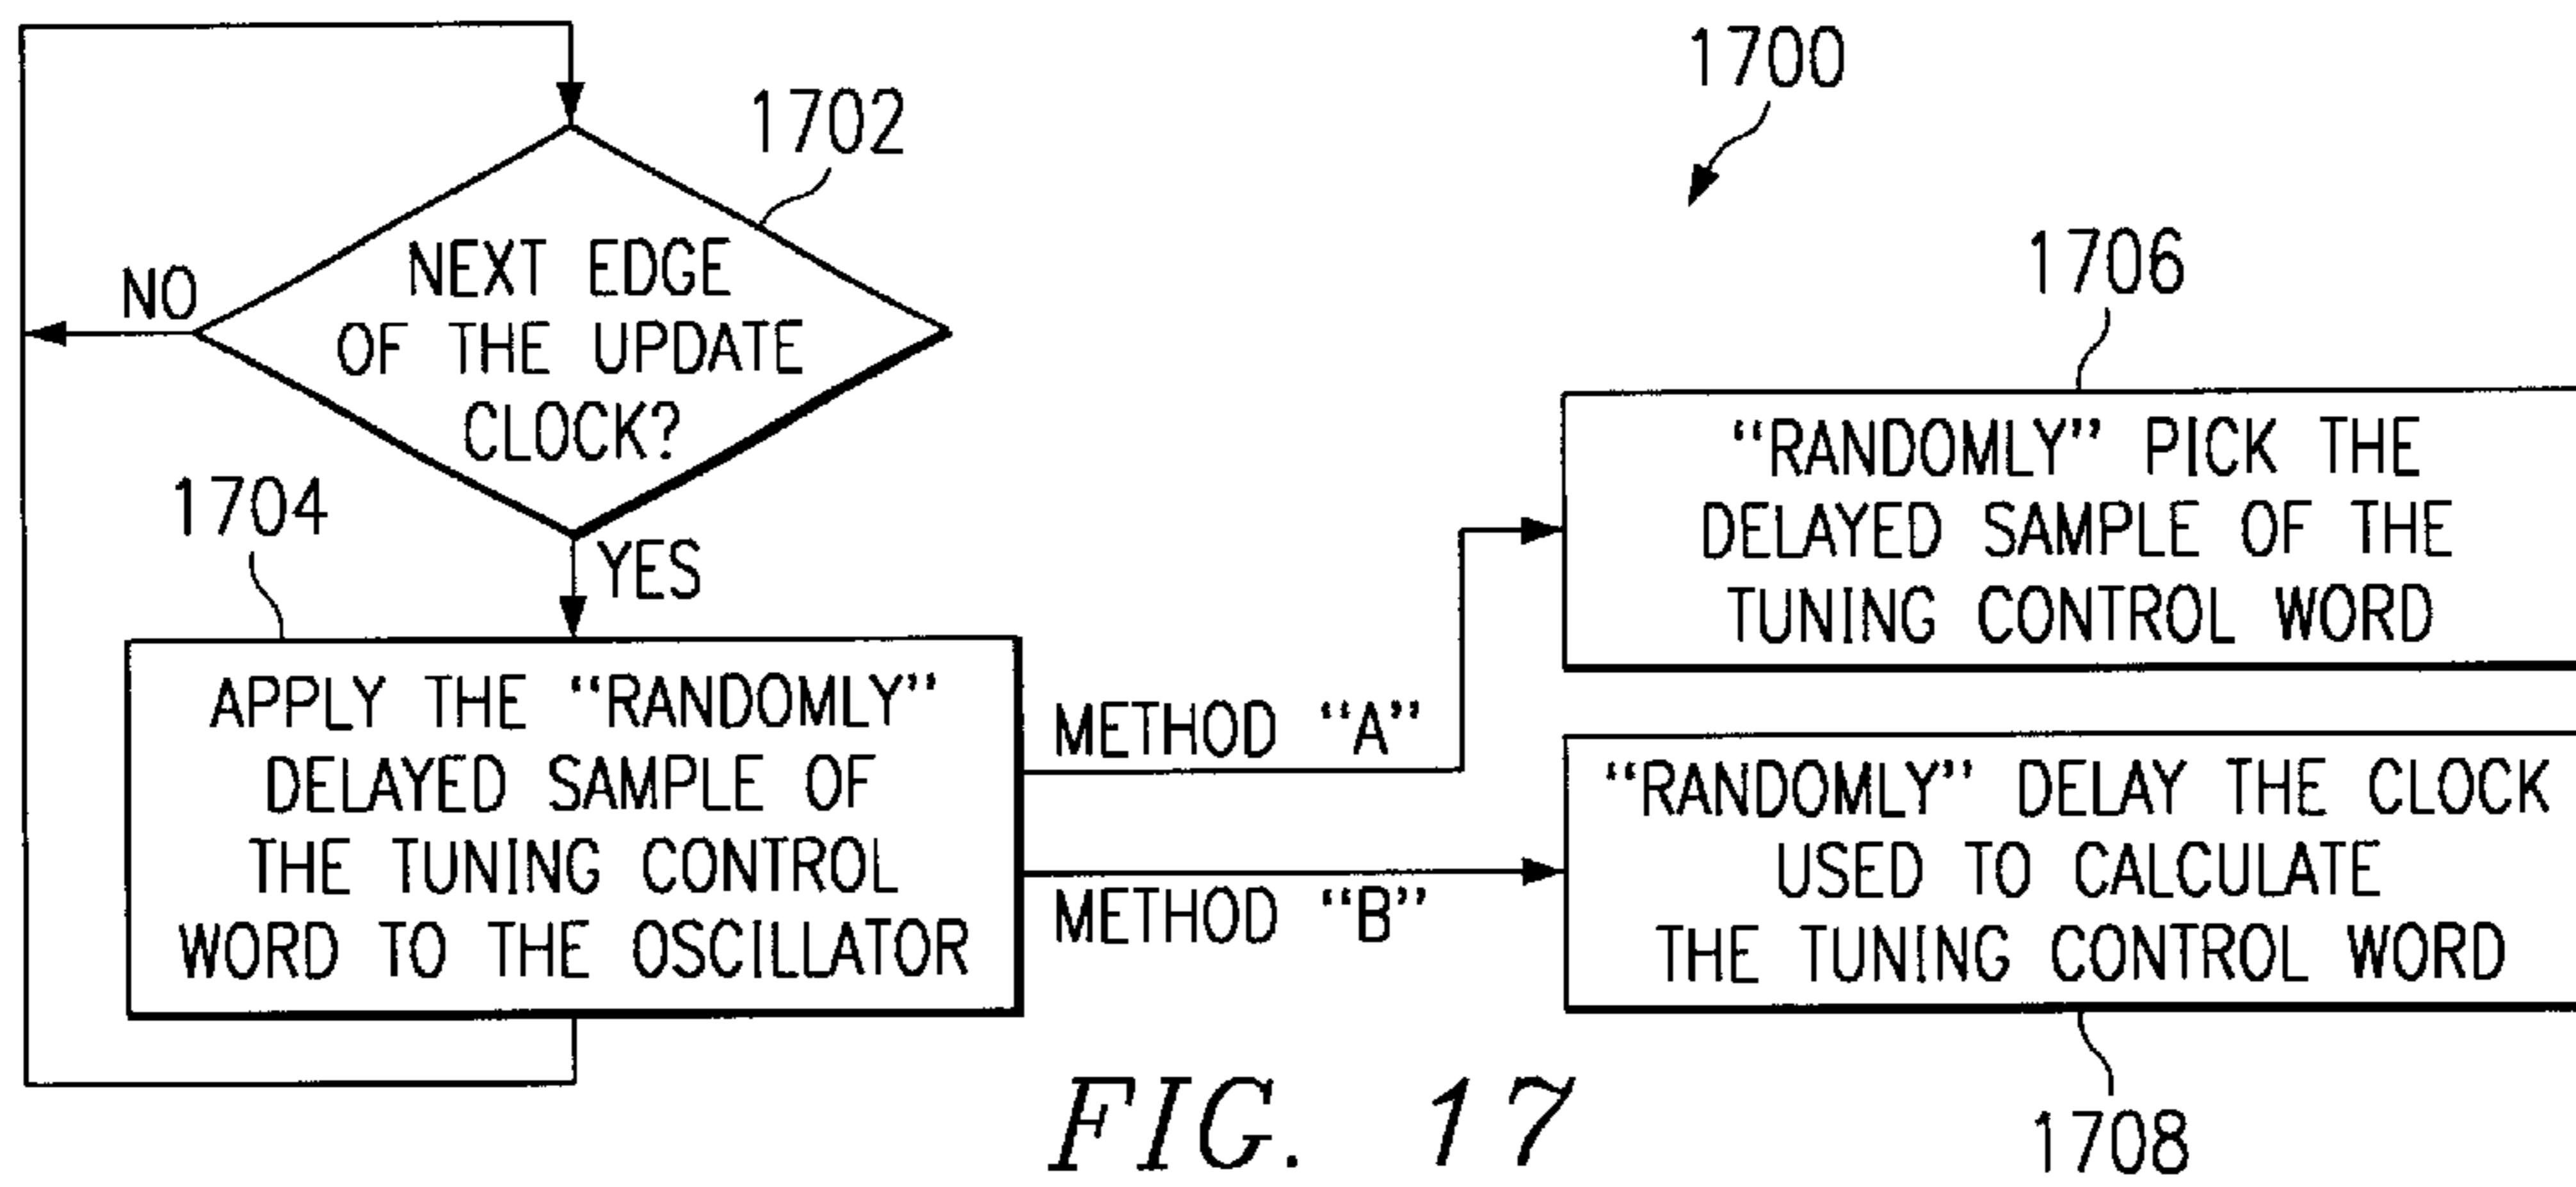 1700
1702
NEXT EDGE
OF THE UPDATE
CLOCK?
NO
YES
1704
APPLY THE “RANDOMLY”
DELAYED SAMPLE OF
THE TUNING CONTROL
WORD TO THE OSCILLATOR
METHOD “A”
METHOD “B”
1706
“RANDOMLY” PICK THE
DELAYED SAMPLE OF THE
TUNING CONTROL WORD
“RANDOMLY” DELAY THE CLOCK
USED TO CALCULATE
THE TUNING CONTROL WORD
1708
FIG. 17